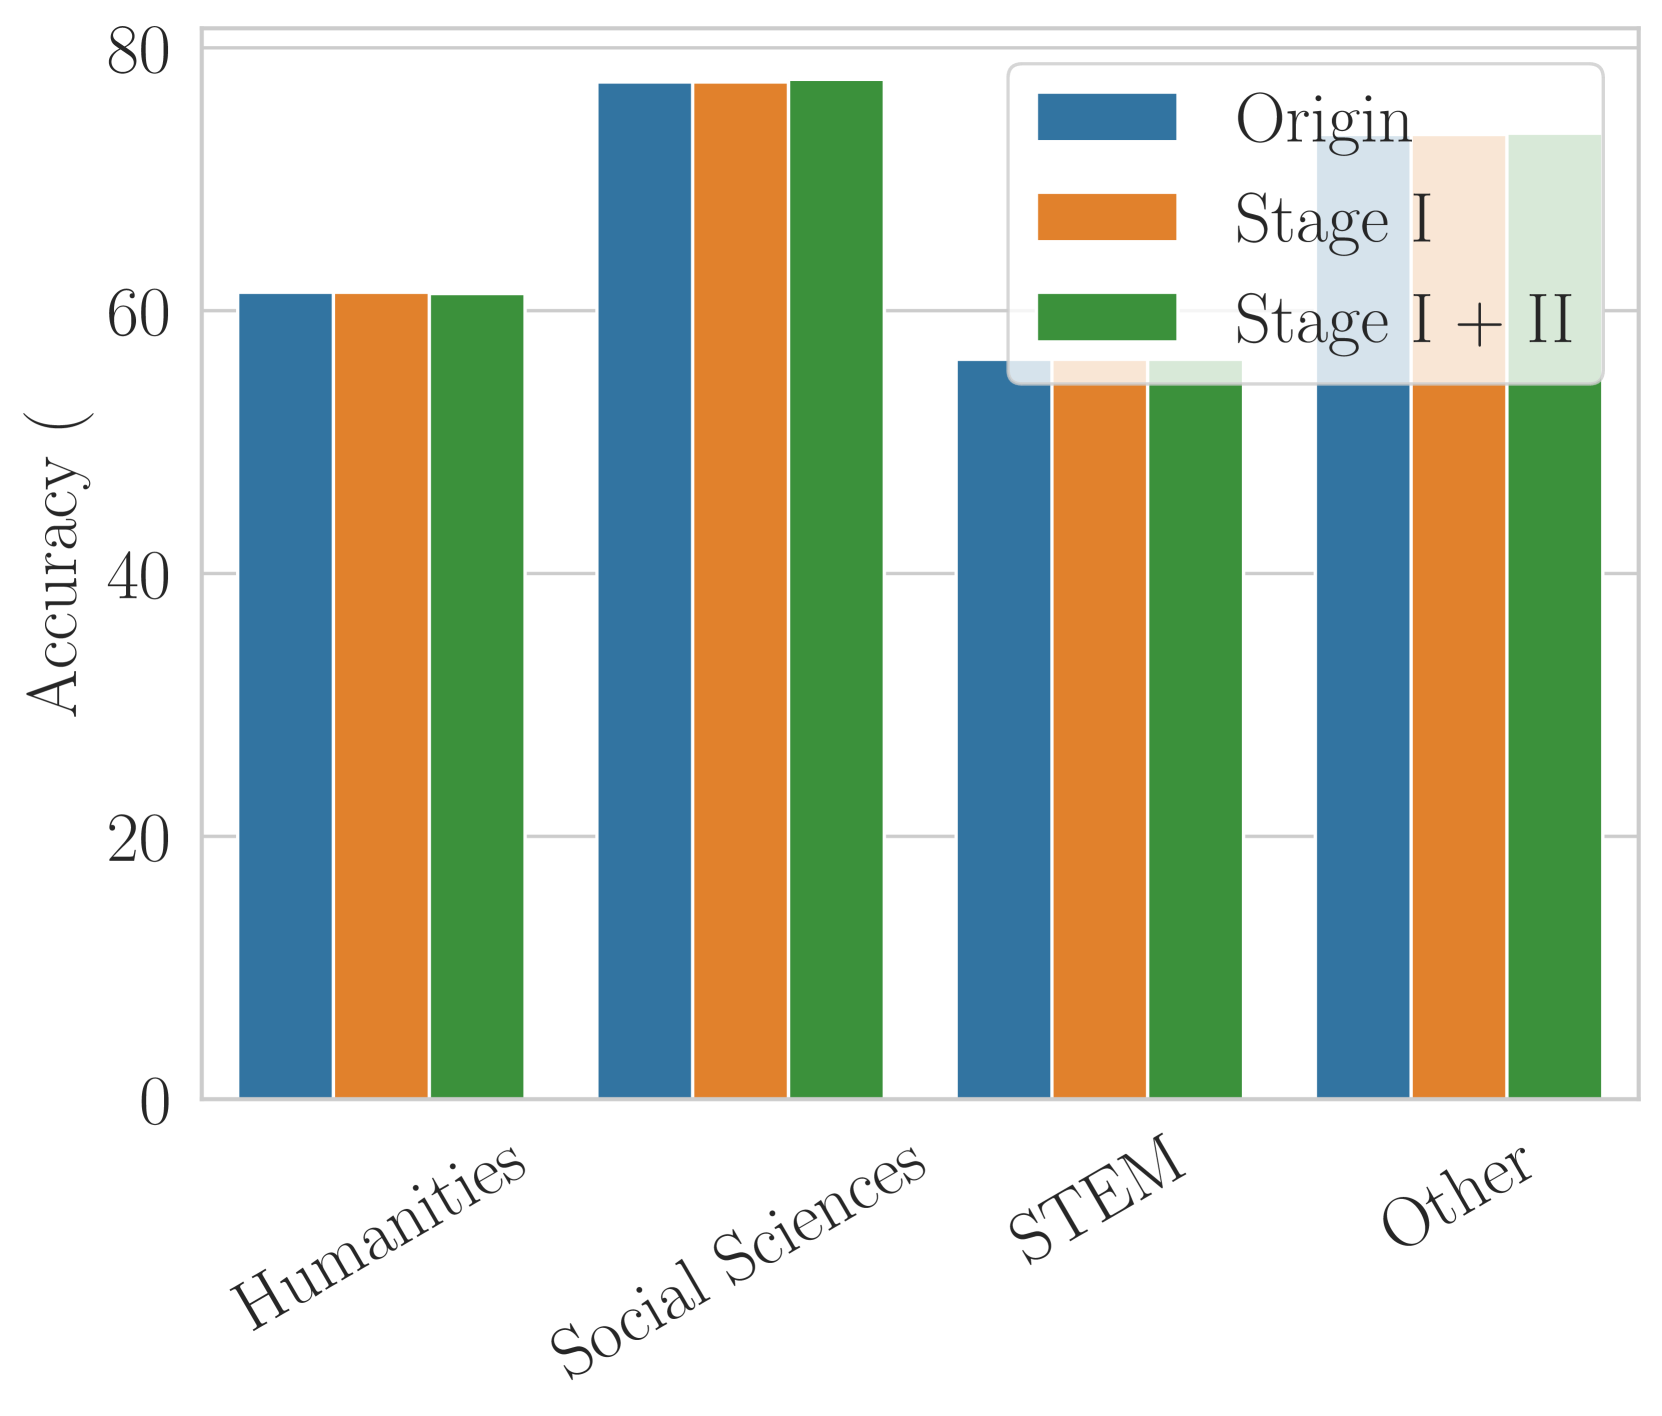 80
60
40
20
0
Accuracy (
Origin
Stage I
Stage I + II
Humanities
Social Sciences
STEM
Other